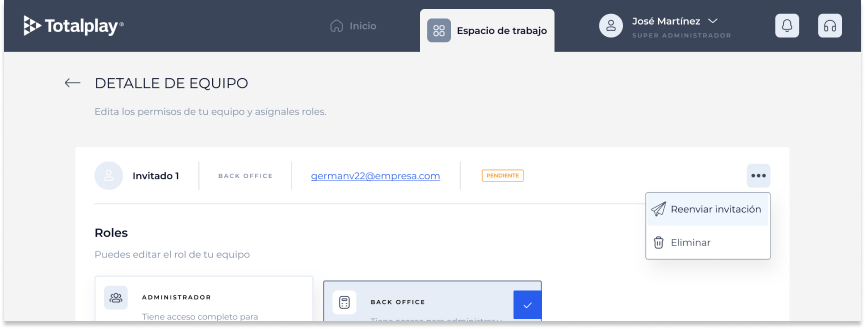 Totalplay
Inicio
Espacio de trabajo
José Martínez
SUPER ADMINISTRADOR
DETALLE DE EQUIPO
Edita los permisos de tu equipo y asígnales roles.
Invitado 1
BACK OFFICE
germanv22@empresa.com
PENDIENTE
Reenviar invitación
Eliminar
Roles
Puedes editar el rol de tu equipo
ADMINISTRADOR
Tiene acceso completo para
BACK OFFICE
Tiene acceso para administrar y